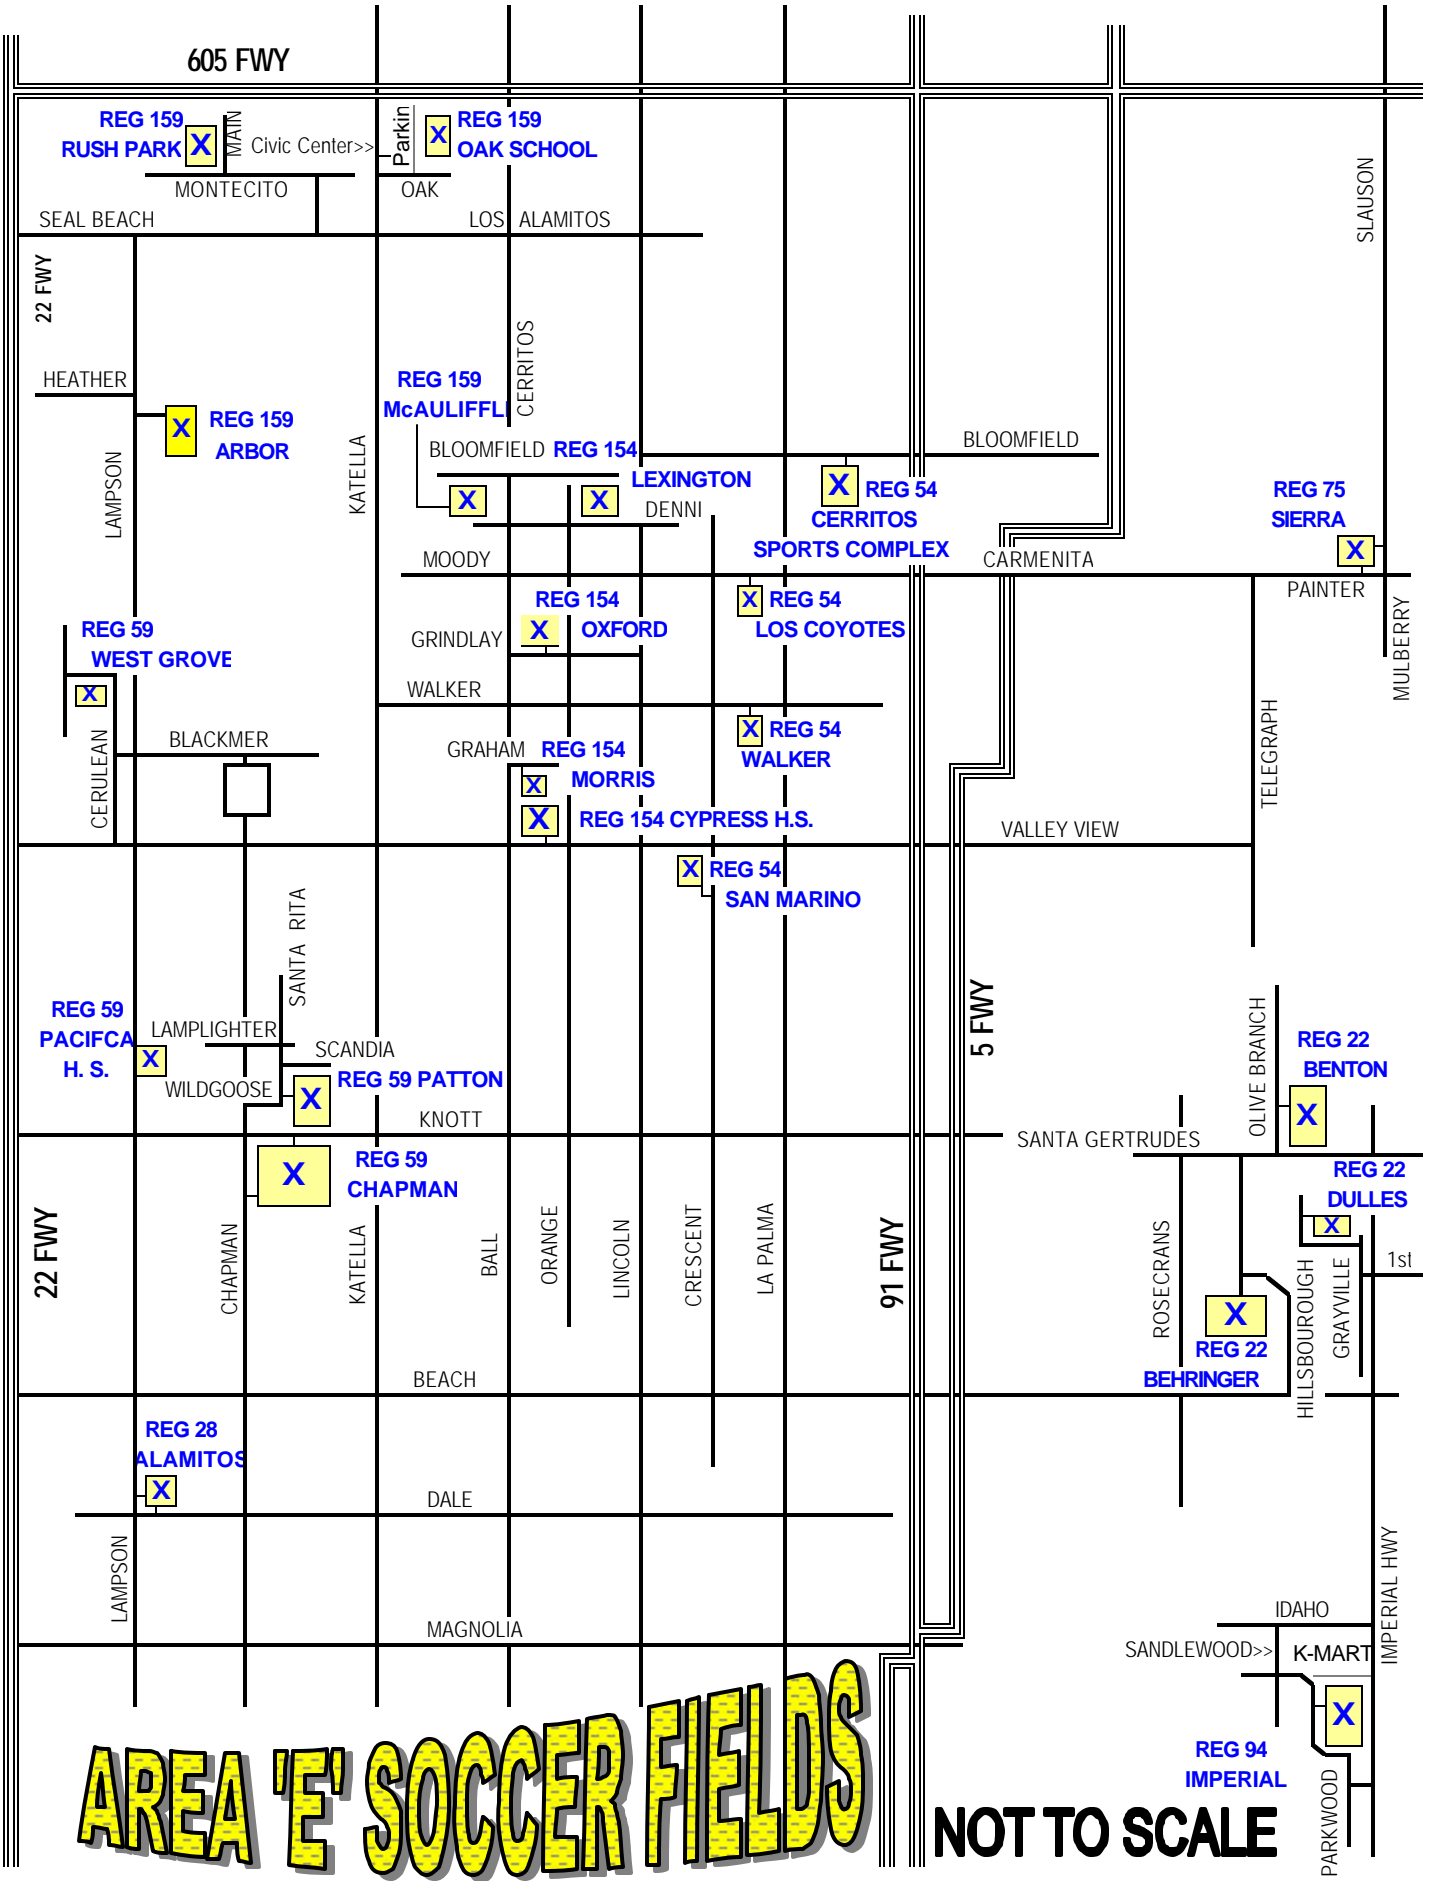 605 FWY
REG 159
RUSH PARK
X
MAIN
Civic Center>>
Parkin
X
REG 159
OAK SCHOOL
MONTECITO
OAK
SLAUSON
SEAL BEACH
LOS ALAMITOS
22 FWY
CERRITOS
HEATHER
REG 159
McAULIFFLI
X
REG 159
ARBOR
LAMPSON
KATELLA
BLOOMFIELD
REG 154
LEXINGTON
BLOOMFIELD
X
X
DENNI
X
REG 54
CERRITOS
SPORTS COMPLEX
REG 75
SIERRA
X
MOODY
CARMENITA
PAINTER
MULBERRY
REG 154
OXFORD
X
GRINDLAY
X
REG 54
LOS COYOTES
REG 59
WEST GROVE
X
WALKER
CERULEAN
BLACKMER
GRAHAM
REG 154
MORRIS
X
X
REG 54
WALKER
TELEGRAPH
X
REG 154 CYPRESS H.S.
VALLEY VIEW
X
REG 54
SAN MARINO
SANTA RITA
5 FWY
OLIVE BRANCH
REG 59
PACIFCA
H. S.
X
LAMPLIGHTER
SCANDIA
WILDGOOSE
X
REG 59 PATTON
REG 22
BENTON
X
KNOTT
SANTA GERTRUDES
X
REG 59
CHAPMAN
REG 22
DULLES
X
22 FWY
CHAPMAN
KATELLA
BALL
ORANGE
LINCOLN
CRESCENT
LA PALMA
91 FWY
ROSECRANS
X
REG 22
BEHRINGER
HILLSBOUROUGH
GRAYVILLE
1st
BEACH
REG 28
ALAMITOS
X
DALE
LAMPSON
IMPERIAL HWY
MAGNOLIA
IDAHO
SANDLEWOOD>>
K-MART
X
REG 94
IMPERIAL
PARKWOOD
AREA 'E' SOCCER FIELDS
NOT TO SCALE